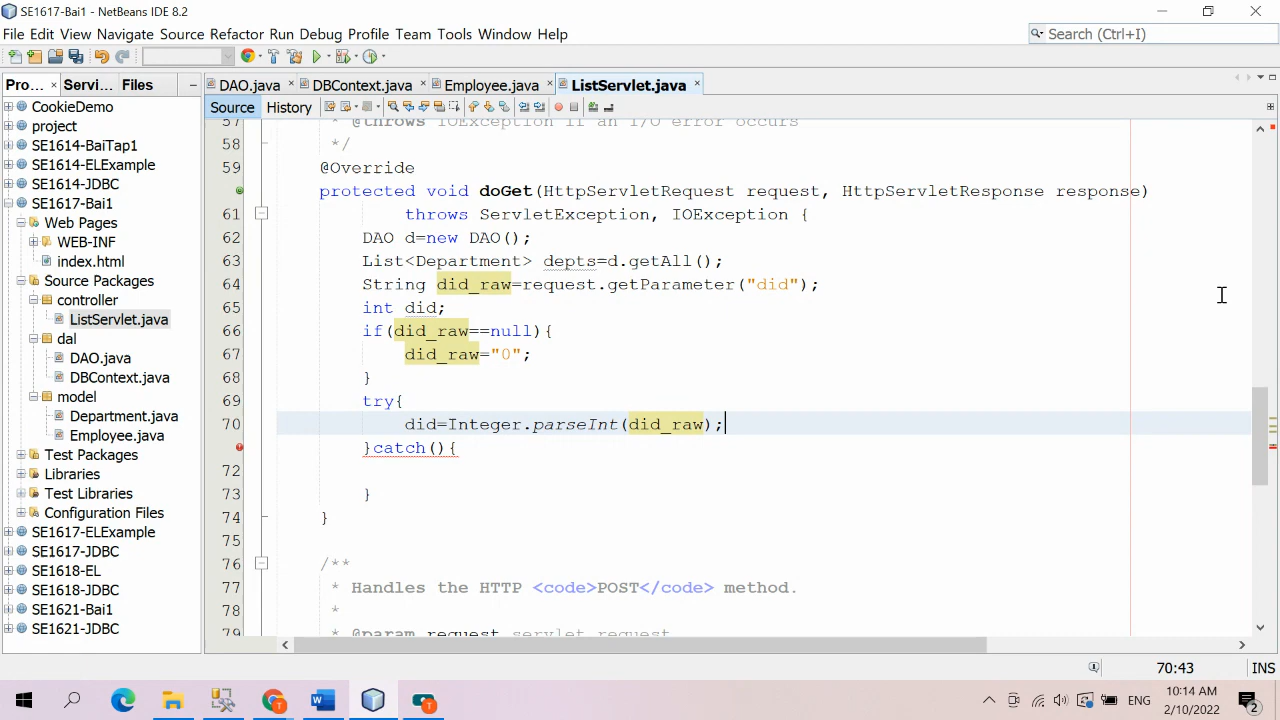 SE1617-Bai1 - NetBeans IDE 8.2
File Edit View Navigate Source Refactor Run Debug Profile Team Tools Window Help
Search (Ctrl+I)
Pro... × Servi... Files
DAO.java × DBContext.java × Employee.java × ListServlet.java ×
Source History
CookieDemo
project
SE1614-BaiTap1
SE1614-ELExample
SE1614-JDBC
SE1617-Bai1
Web Pages
WEB-INF
index.html
Source Packages
controller
ListServlet.java
dal
DAO.java
DBContext.java
model
Department.java
Employee.java
Test Packages
Libraries
Test Libraries
Configuration Files
SE1617-ELExample
SE1617-JDBC
SE1618-EL
SE1618-JDBC
SE1621-Bai1
SE1621-JDBC
57 * @throws IOException if an I/O error occurs
58 */
59 @Override
protected void doGet(HttpServletRequest request, HttpServletResponse response)
61 throws ServletException, IOException {
62 DAO d=new DAO();
63 List<Department> depts=d.getAll();
64 String did_raw=request.getParameter("did");
65 int did;
66 if(did_raw==null){
67 did_raw="0";
68 }
69 try{
70 did=Integer.parseInt(did_raw);
}catch(){
72
73 }
74 }
75
76 /**
77 * Handles the HTTP <code>POST</code> method.
78 *
79 * @param request servlet request
70:43 INS
ENG
10:14 AM
2/10/2022
2